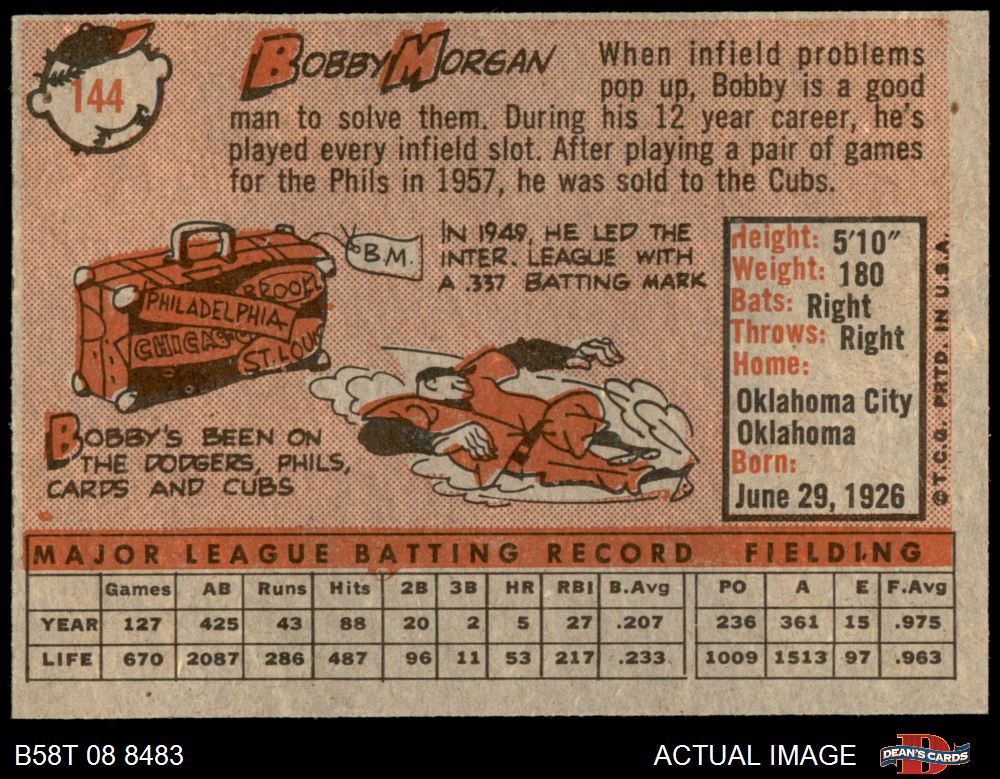 144
BOBBY MORGAN
When infield problems
pop up, Bobby is a good
man to solve them. During his 12 year career, he's
played every infield slot. After playing a pair of games
for the Phils in 1957, he was sold to the Cubs.
B.M.
BROOKL
PHILADELPHIA
CHICAGO
ST. LOUI
IN 1949, HE LED THE
INTER. LEAGUE WITH
A .337 BATTING MARK
BOBBY'S BEEN ON
THE DODGERS, PHILS,
CARDS AND CUBS
Height: 5'10"
Weight: 180
Bats: Right
Throws: Right
Home:
Oklahoma City
Oklahoma
Born:
June 29, 1926
© T.C.G. PRTD. IN U.S.A.
MAJOR LEAGUE BATTING RECORD FIELDING
Games AB Runs Hits 2B 3B HR RBI B.Avg PO A E F.Avg
YEAR 127 425 43 88 20 2 5 27 .207 236 361 15 .975
LIFE 670 2087 286 487 96 11 53 217 .233 1009 1513 97 .963
B58T 08 8483 ACTUAL IMAGE DEAN'S CARDS